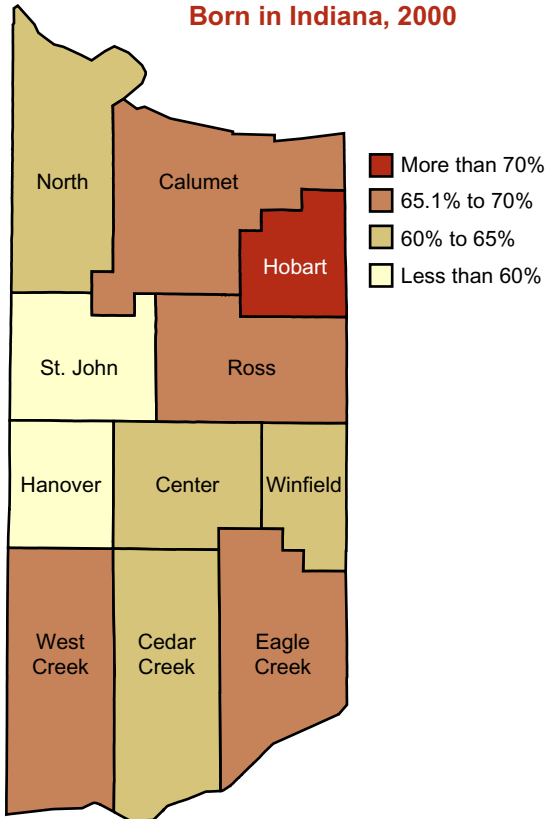 Born in Indiana, 2000
More than 70%
65.1% to 70%
60% to 65%
Less than 60%
North
Calumet
Hobart
St. John
Ross
Hanover
Center
Winfield
West
Creek
Cedar
Creek
Eagle
Creek